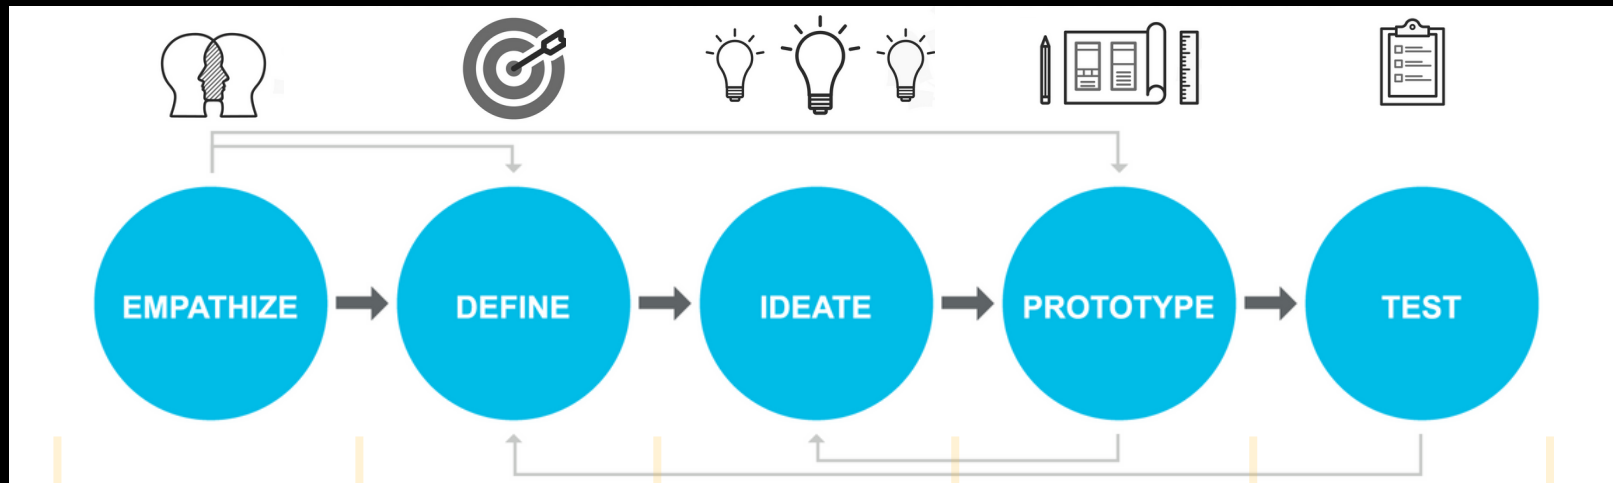 EMPATHIZE
DEFINE
IDEATE
PROTOTYPE
TEST